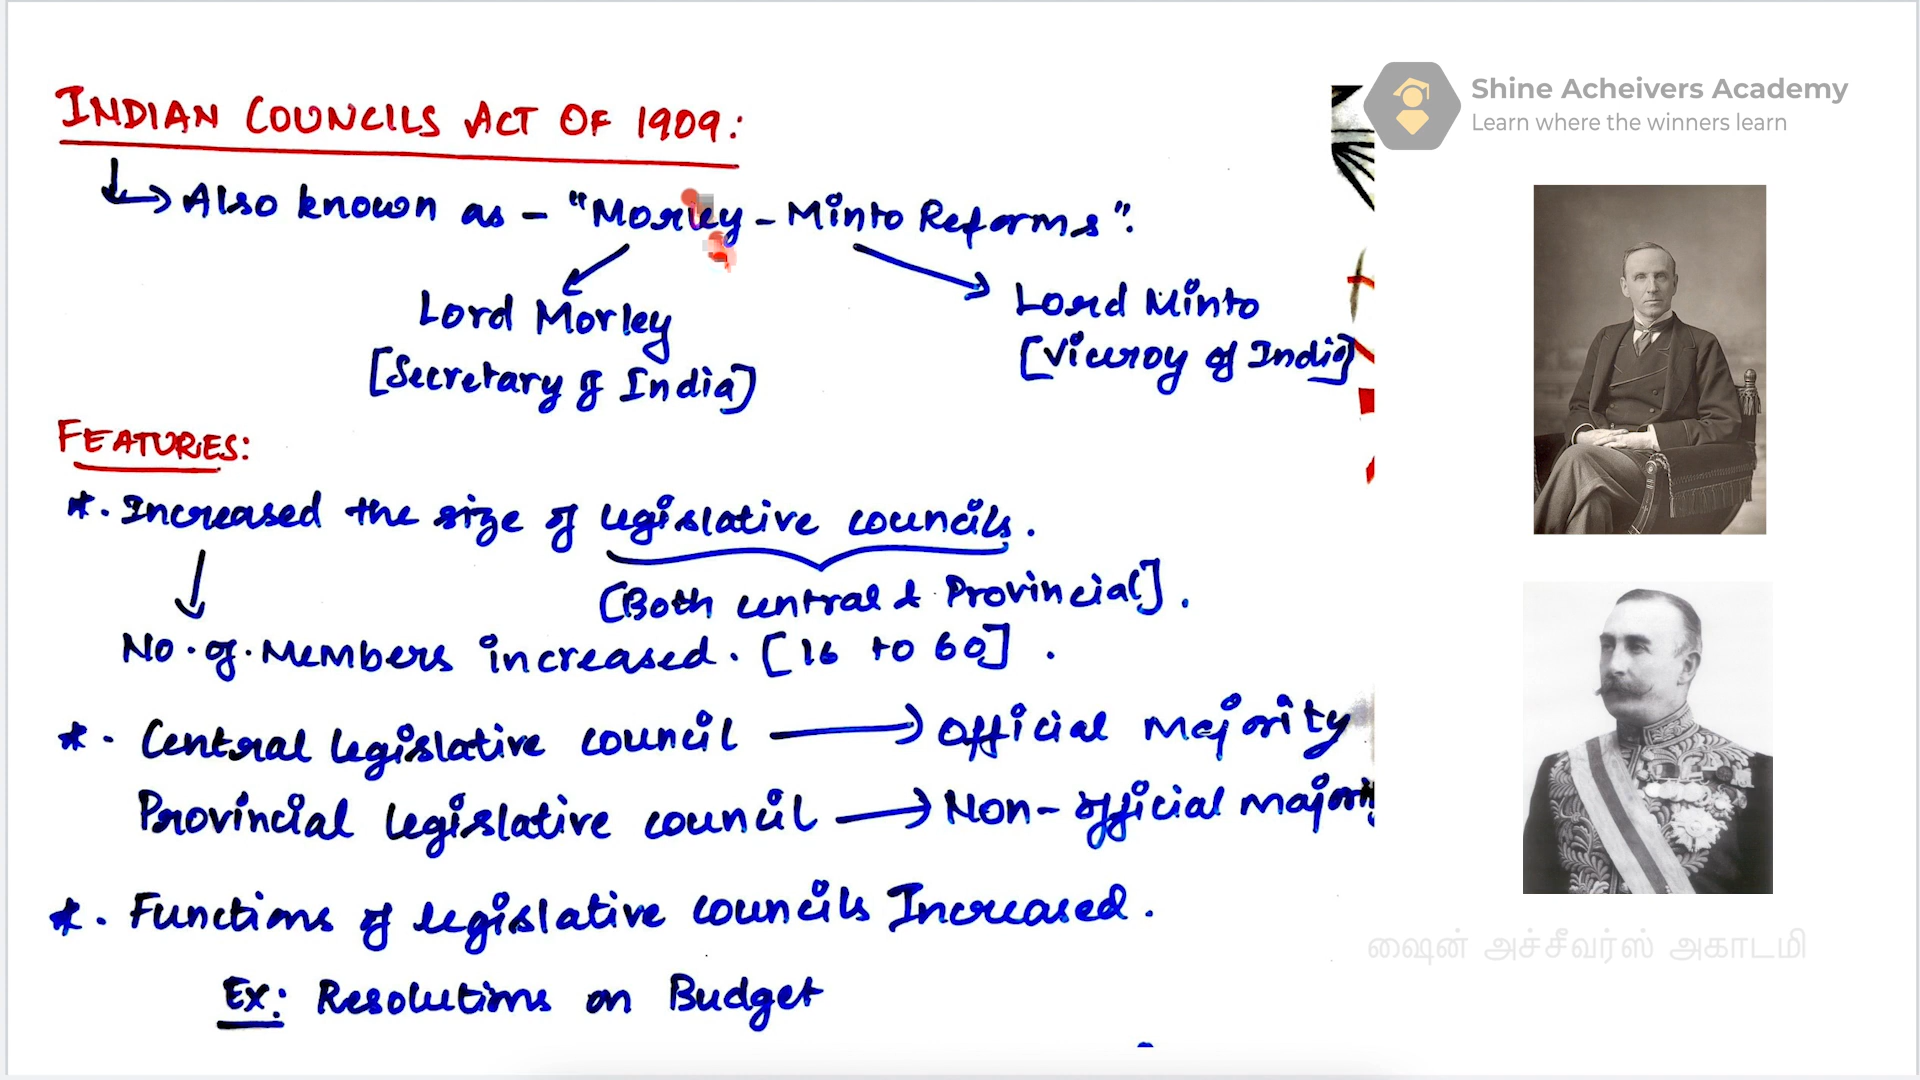 Shine Acheivers Academy
Learn where the winners learn
INDIAN COUNCILS ACT OF 1909:
Also known as - "Morley - Minto Reforms".
Lord Morley
[Secretary of India]
Lord Minto
[Viceroy of India]
FEATURES:
*. Increased the size of legislative councils.
[Both central & Provincial].
No. of. Members increased. [16 to 60].
*. Central legislative council → Official Majority
Provincial legislative council → Non-official majorit
*. Functions of legislative councils Increased.
Ex: Resolutions on Budget
ஷைன் அச்சீவர்ஸ் அகாடமி